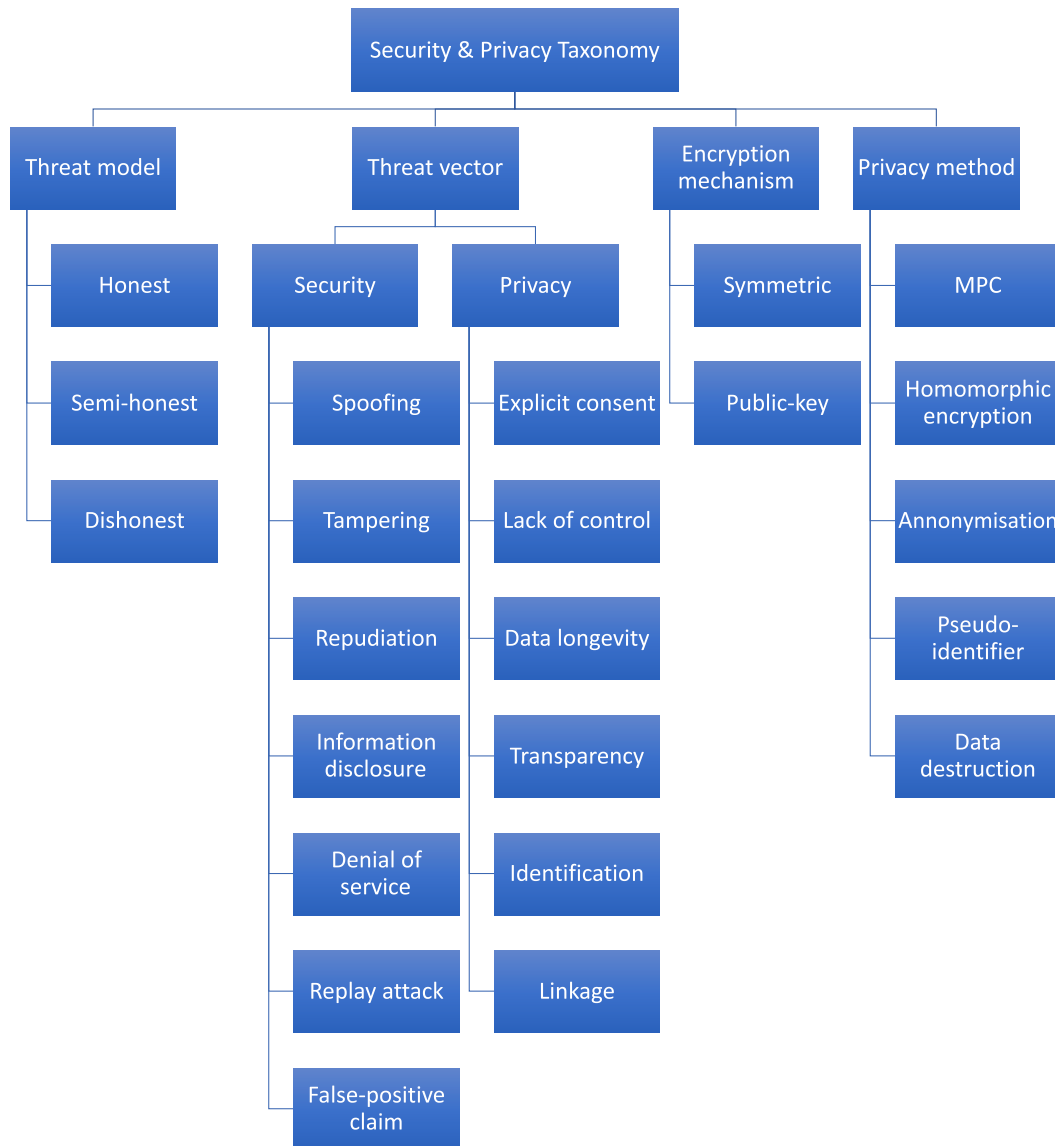 Security & Privacy Taxonomy
Threat model
Threat vector
Encryption
mechanism
Privacy method
Honest
Security
Privacy
Symmetric
MPC
Semi-honest
Spoofing
Explicit consent
Public-key
Homomorphic
encryption
Dishonest
Tampering
Lack of control
Annonymisation
Repudiation
Data longevity
Pseudo-
identifier
Information
disclosure
Transparency
Data
destruction
Denial of
service
Identification
Replay attack
Linkage
False-positive
claim